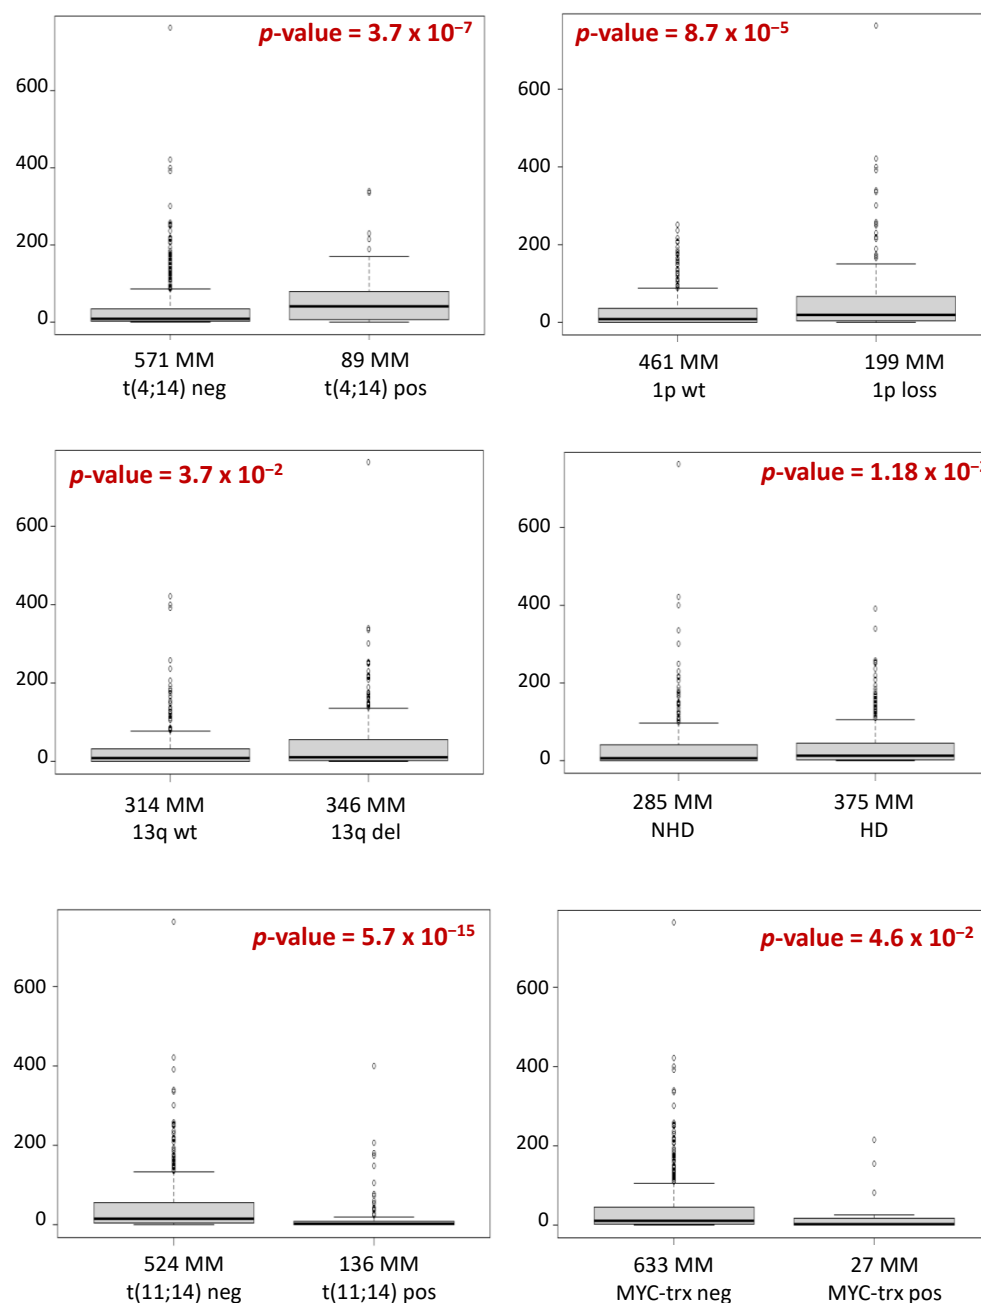 p-value = 3.7 x 10⁻⁷
600
400
200
0
571 MM
t(4;14) neg
89 MM
t(4;14) pos
p-value = 8.7 x 10⁻⁵
600
400
200
0
461 MM
1p wt
199 MM
1p loss
p-value = 3.7 x 10⁻²
600
400
200
0
314 MM
13q wt
346 MM
13q del
p-value = 1.18 x 10
600
400
200
0
285 MM
NHD
375 MM
HD
p-value = 5.7 x 10⁻¹⁵
600
400
200
0
524 MM
t(11;14) neg
136 MM
t(11;14) pos
p-value = 4.6 x 10⁻²
600
400
200
0
633 MM
MYC-trx neg
27 MM
MYC-trx pos